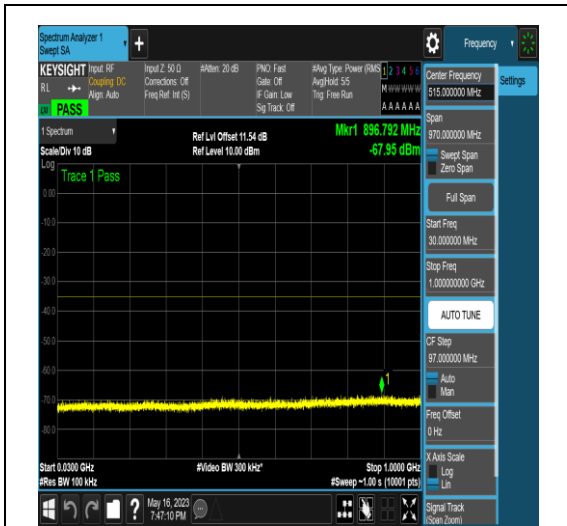 Spectrum Analyzer 1
Swept SA
+
Frequency
KEYSIGHT
Input: RF
Coupling: DC
Align: Auto
RL
PASS
Input Z: 50 Ω
Corrections: Off
Freq Ref: Int (S)
#Atten: 20 dB
PNO: Fast
Gate: Off
IF Gain: Low
Sig Track: Off
#Avg Type: Power (RMS)
Avg|Hold: 5/5
Trig: Free Run
1 2 3 4 5 6
M W W W W W
A A A A A A
Center Frequency
515.000000 MHz
Settings
Span
970.000000 MHz
Swept Span
Zero Span
Full Span
Start Freq
30.000000 MHz
Stop Freq
1.000000000 GHz
AUTO TUNE
CF Step
97.000000 MHz
Auto
Man
Freq Offset
0 Hz
X Axis Scale
Log
Lin
Signal Track
(Span Zoom)
1 Spectrum
Scale/Div 10 dB
Ref Lvl Offset 11.54 dB
Ref Level 10.00 dBm
Mkr1 896.792 MHz
-67.95 dBm
Log
Trace 1 Pass
0.00
-10.0
-20.0
-30.0
-40.0
-50.0
-60.0
-70.0
-80.0
1
Start 0.0300 GHz
#Res BW 100 kHz
#Video BW 300 kHz*
Stop 1.0000 GHz
#Sweep ~1.00 s (10001 pts)
?
May 16, 2023
7:47:10 PM